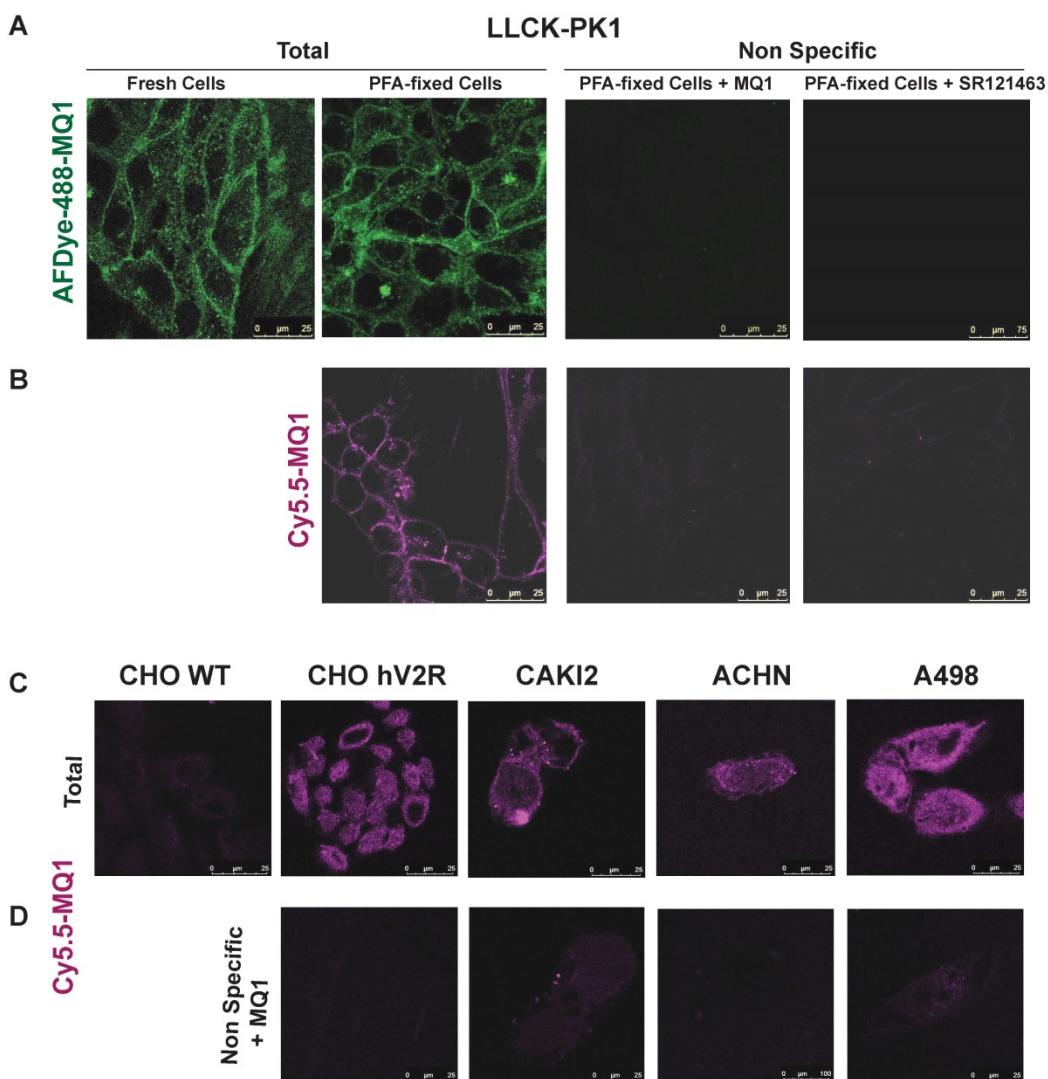 A
LLCK-PK1
Total
Non Specific
Fresh Cells
PFA-fixed Cells
PFA-fixed Cells + MQ1
PFA-fixed Cells + SR121463
AFDye-488-MQ1
0 µm 25
0 µm 25
0 µm 25
0 µm 75
B
Cy5.5-MQ1
0 µm 25
0 µm 25
0 µm 25
C
CHO WT
CHO hV2R
CAKI2
ACHN
A498
Total
0 µm 25
0 µm 25
0 µm 25
0 µm 25
0 µm 25
Cy5.5-MQ1
D
Non Specific
+ MQ1
0 µm 25
0 µm 25
0 µm 100
0 µm 25